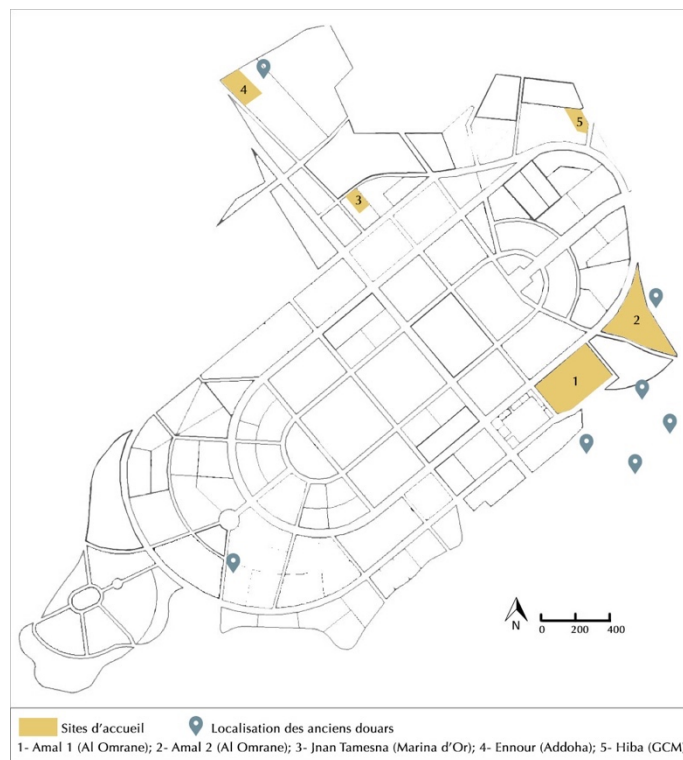 4
5
3
2
1
N
0 200 400
Sites d'accueil Localisation des anciens douars
1- Amal 1 (Al Omrane); 2- Amal 2 (Al Omrane); 3- Jnan Tamesna (Marina d'Or); 4- Ennour (Addoha); 5- Hiba (GCM)